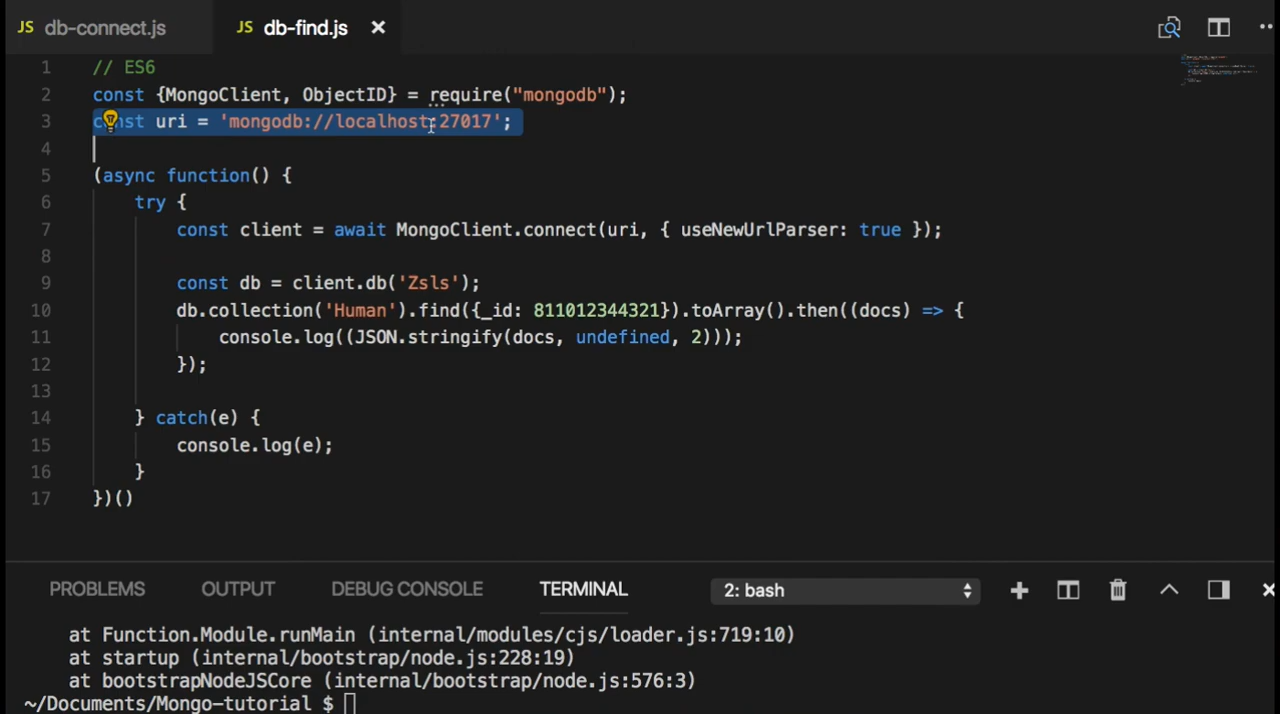 JS db-connect.js JS db-find.js ×
1 // ES6
2 const {MongoClient, ObjectID} = require("mongodb");
3 const uri = 'mongodb://localhost:27017';
4
5 (async function() {
6 try {
7 const client = await MongoClient.connect(uri, { useNewUrlParser: true });
8
9 const db = client.db('Zsls');
10 db.collection('Human').find({_id: 811012344321}).toArray().then((docs) => {
11 console.log((JSON.stringify(docs, undefined, 2)));
12 });
13
14 } catch(e) {
15 console.log(e);
16 }
17 })()
PROBLEMS OUTPUT DEBUG CONSOLE TERMINAL 2: bash
at Function.Module.runMain (internal/modules/cjs/loader.js:719:10)
at startup (internal/bootstrap/node.js:228:19)
at bootstrapNodeJSCore (internal/bootstrap/node.js:576:3)
~/Documents/Mongo-tutorial $